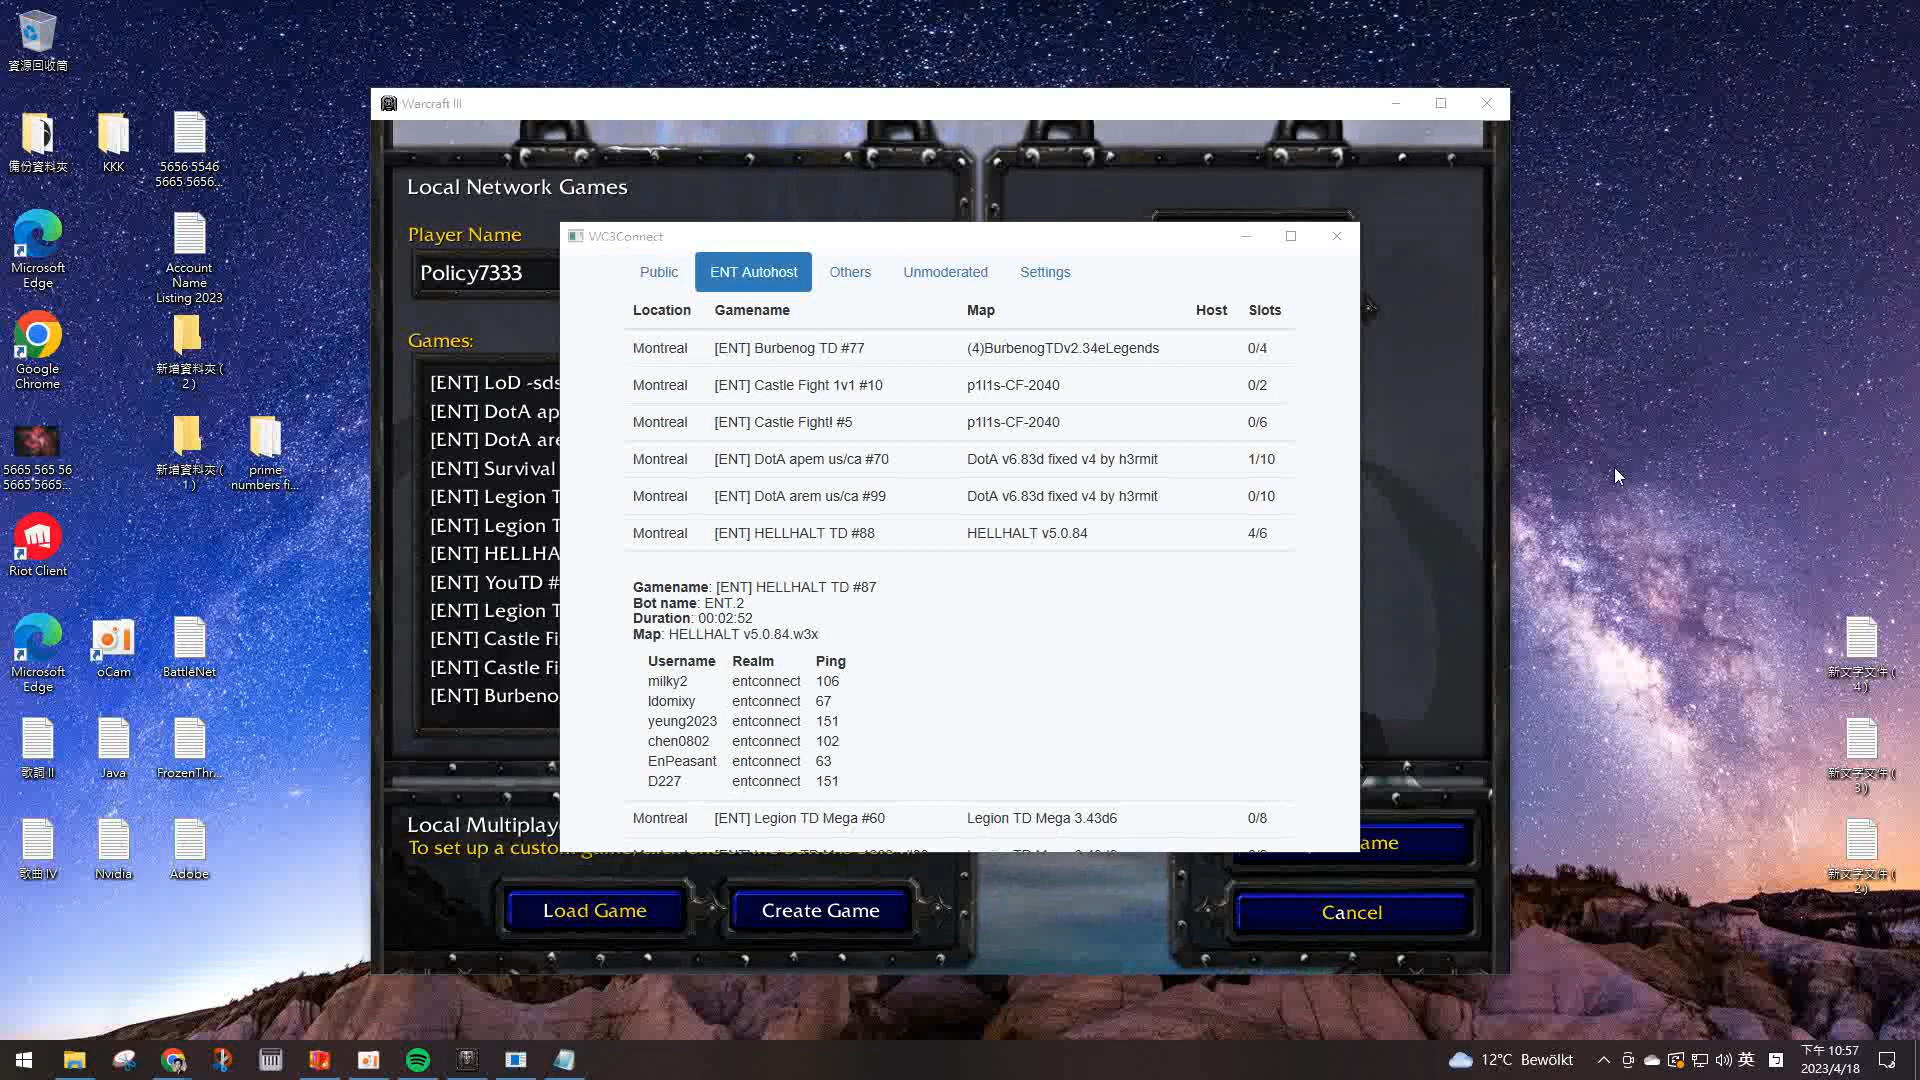 資源回收筒
備份資料夾
KKK
5656 5546
5665 5656...
Microsoft
Edge
Account
Name
Listing 2023
Google
Chrome
新增資料夾 (
2)
5665 565 56
5665 5665...
新增資料夾 (
1)
prime
numbers fi...
Riot Client
Microsoft
Edge
oCam
BattleNet
歌詞 II
Java
FrozenThr...
歌曲 IV
Nvidia
Adobe
新文字文件 (
4)
新文字文件 (
3)
新文字文件 (
2)
Warcraft III
Local Network Games
Player Name
Policy7333
Games:
[ENT] LoD -sds
[ENT] DotA ap
[ENT] DotA are
[ENT] Survival
[ENT] Legion T
[ENT] Legion T
[ENT] HELLHA
[ENT] YouTD #
[ENT] Legion T
[ENT] Castle Fi
[ENT] Castle Fi
[ENT] Burbeno
Local Multiplaye
To set up a custom
ame
Load Game
Create Game
Cancel
WC3Connect
Public ENT Autohost Others Unmoderated Settings
Location Gamename Map Host Slots
Montreal [ENT] Burbenog TD #77 (4)BurbenogTDv2.34eLegends 0/4
Montreal [ENT] Castle Fight 1v1 #10 p1l1s-CF-2040 0/2
Montreal [ENT] Castle Fight! #5 p1l1s-CF-2040 0/6
Montreal [ENT] DotA apem us/ca #70 DotA v6.83d fixed v4 by h3rmit 1/10
Montreal [ENT] DotA arem us/ca #99 DotA v6.83d fixed v4 by h3rmit 0/10
Montreal [ENT] HELLHALT TD #88 HELLHALT v5.0.84 4/6
Gamename: [ENT] HELLHALT TD #87
Bot name: ENT.2
Duration: 00:02:52
Map: HELLHALT v5.0.84.w3x
Username Realm Ping
milky2 entconnect 106
ldomixy entconnect 67
yeung2023 entconnect 151
chen0802 entconnect 102
EnPeasant entconnect 63
D227 entconnect 151
Montreal [ENT] Legion TD Mega #60 Legion TD Mega 3.43d6 0/8
12°C Bewölkt
英
下午 10:57
2023/4/18